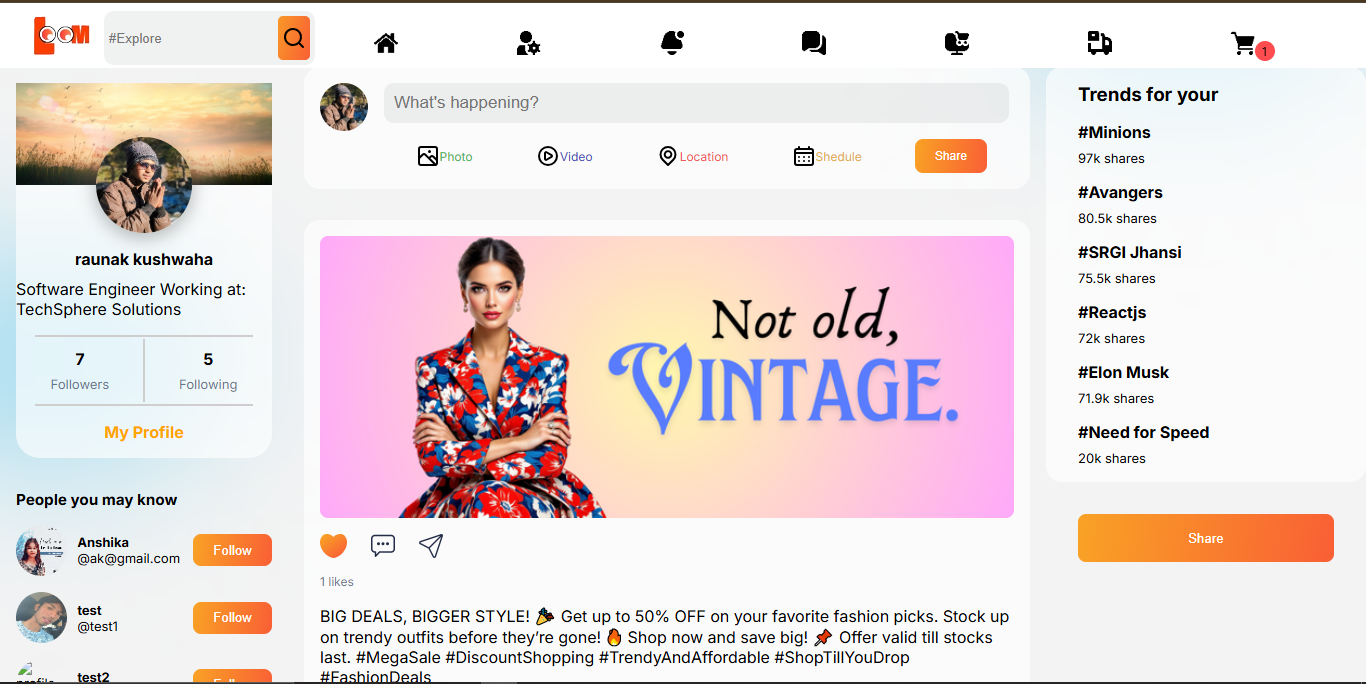 LOOM
#Explore
1
raunak kushwaha
Software Engineer Working at:
TechSphere Solutions
7
5
Followers
Following
My Profile
People you may know
Anshika
@ak@gmail.com
Follow
test
@test1
Follow
test2
Follow
What's happening?
Photo
Video
Location
Shedule
Share
Not old,
VINTAGE.
1 likes
BIG DEALS, BIGGER STYLE! 🎉 Get up to 50% OFF on your favorite fashion picks. Stock up
on trendy outfits before they’re gone! 🔥 Shop now and save big! 📌 Offer valid till stocks
last. #MegaSale #DiscountShopping #TrendyAndAffordable #ShopTillYouDrop
#FashionDeals
Trends for your
#Minions
97k shares
#Avangers
80.5k shares
#SRGI Jhansi
75.5k shares
#Reactjs
72k shares
#Elon Musk
71.9k shares
#Need for Speed
20k shares
Share